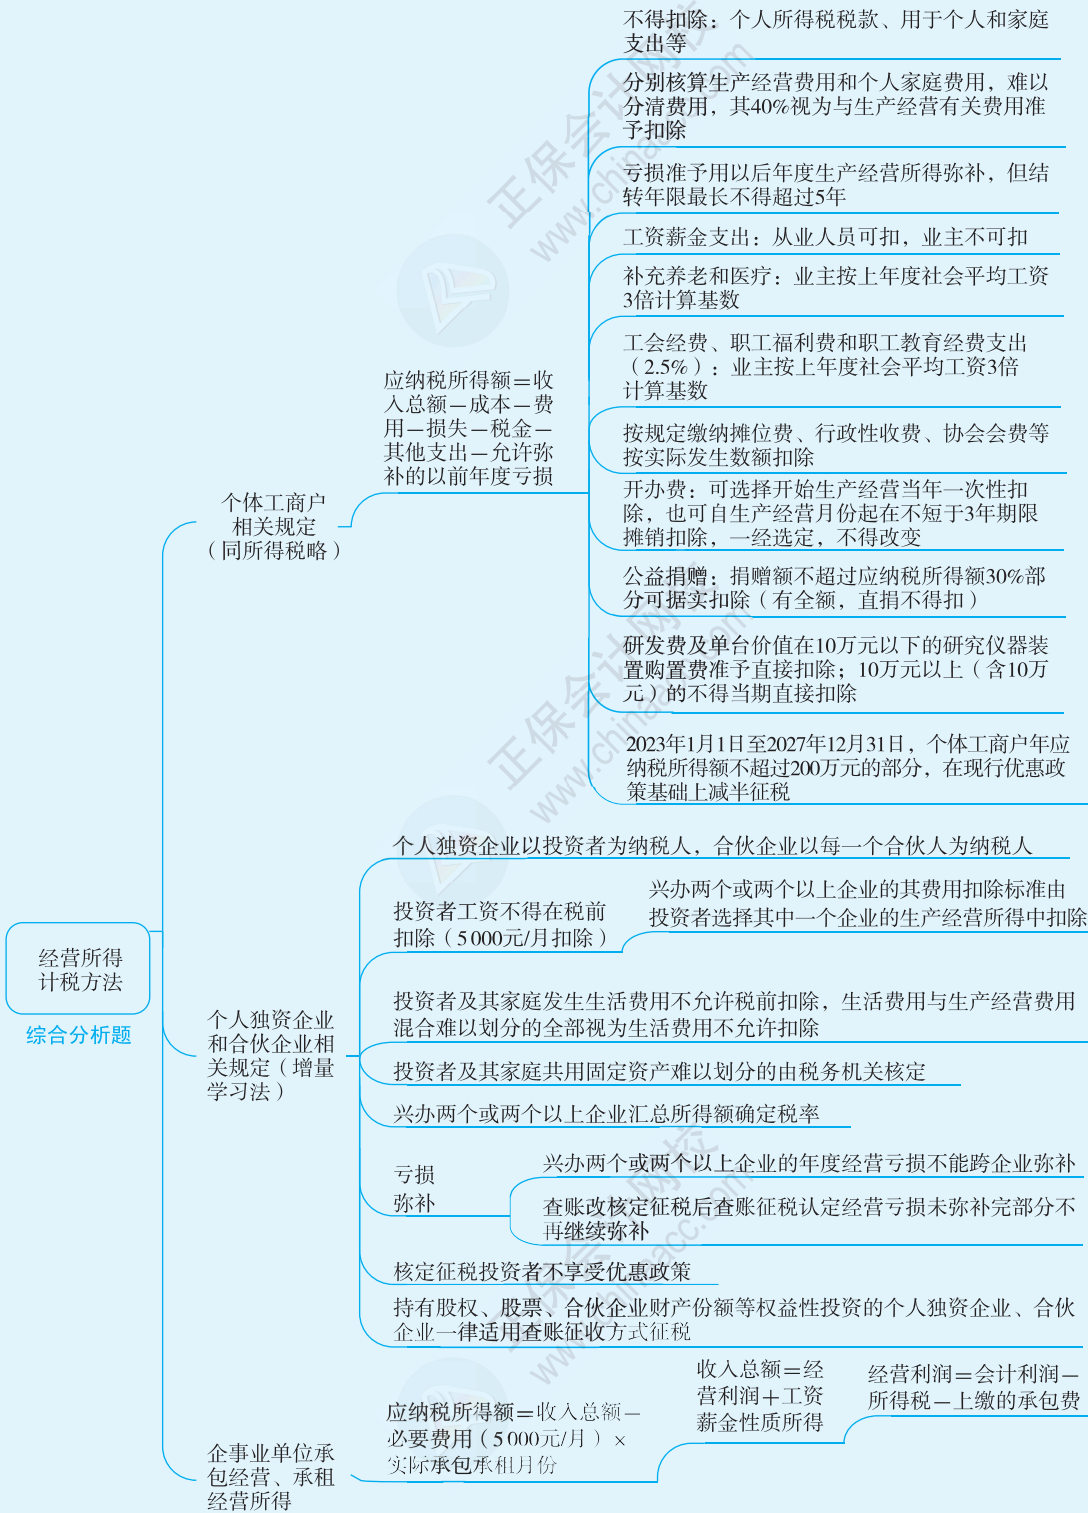 经营所得
计税方法
综合分析题
个体工商户
相关规定
（同所得税略）
应纳税所得额＝收
入总额－成本－费
用－损失－税金－
其他支出－允许弥
补的以前年度亏损
不得扣除：个人所得税税款、用于个人和家庭
支出等
分别核算生产经营费用和个人家庭费用，难以
分清费用，其40%视为与生产经营有关费用准
予扣除
亏损准予用以后年度生产经营所得弥补，但结
转年限最长不得超过5年
工资薪金支出：从业人员可扣，业主不可扣
补充养老和医疗：业主按上年度社会平均工资
3倍计算基数
工会经费、职工福利费和职工教育经费支出
（2.5%）：业主按上年度社会平均工资3倍
计算基数
按规定缴纳摊位费、行政性收费、协会会费等
按实际发生数额扣除
开办费：可选择开始生产经营当年一次性扣
除，也可自生产经营月份起在不短于3年期限
摊销扣除，一经选定，不得改变
公益捐赠：捐赠额不超过应纳税所得额30%部
分可据实扣除（有全额，直捐不得扣）
研发费及单台价值在10万元以下的研究仪器装
置购置费准予直接扣除；10万元以上（含10万
元）的不得当期直接扣除
2023年1月1日至2027年12月31日，个体工商户年应
纳税所得额不超过200万元的部分，在现行优惠政
策基础上减半征税
个人独资企业
和合伙企业相
关规定（增量
学习法）
个人独资企业以投资者为纳税人，合伙企业以每一个合伙人为纳税人
投资者工资不得在税前
扣除（5 000元/月扣除）
兴办两个或两个以上企业的其费用扣除标准由
投资者选择其中一个企业的生产经营所得中扣除
投资者及其家庭发生生活费用不允许税前扣除，生活费用与生产经营费用
混合难以划分的全部视为生活费用不允许扣除
投资者及其家庭共用固定资产难以划分的由税务机关核定
兴办两个或两个以上企业汇总所得额确定税率
亏损
弥补
兴办两个或两个以上企业的年度经营亏损不能跨企业弥补
查账改核定征税后查账征税认定经营亏损未弥补完部分不
再继续弥补
核定征税投资者不享受优惠政策
持有股权、股票、合伙企业财产份额等权益性投资的个人独资企业、合伙
企业一律适用查账征收方式征税
企事业单位承
包经营、承租
经营所得
应纳税所得额＝收入总额－
必要费用（5 000元/月）×
实际承包承租月份
收入总额＝经
营利润＋工资
薪金性质所得
经营利润＝会计利润－
所得税－上缴的承包费
正保会计网校
www.chinaacc.com
正保会计网校
www.chinaacc.com
正保会计网校
www.chinaacc.com